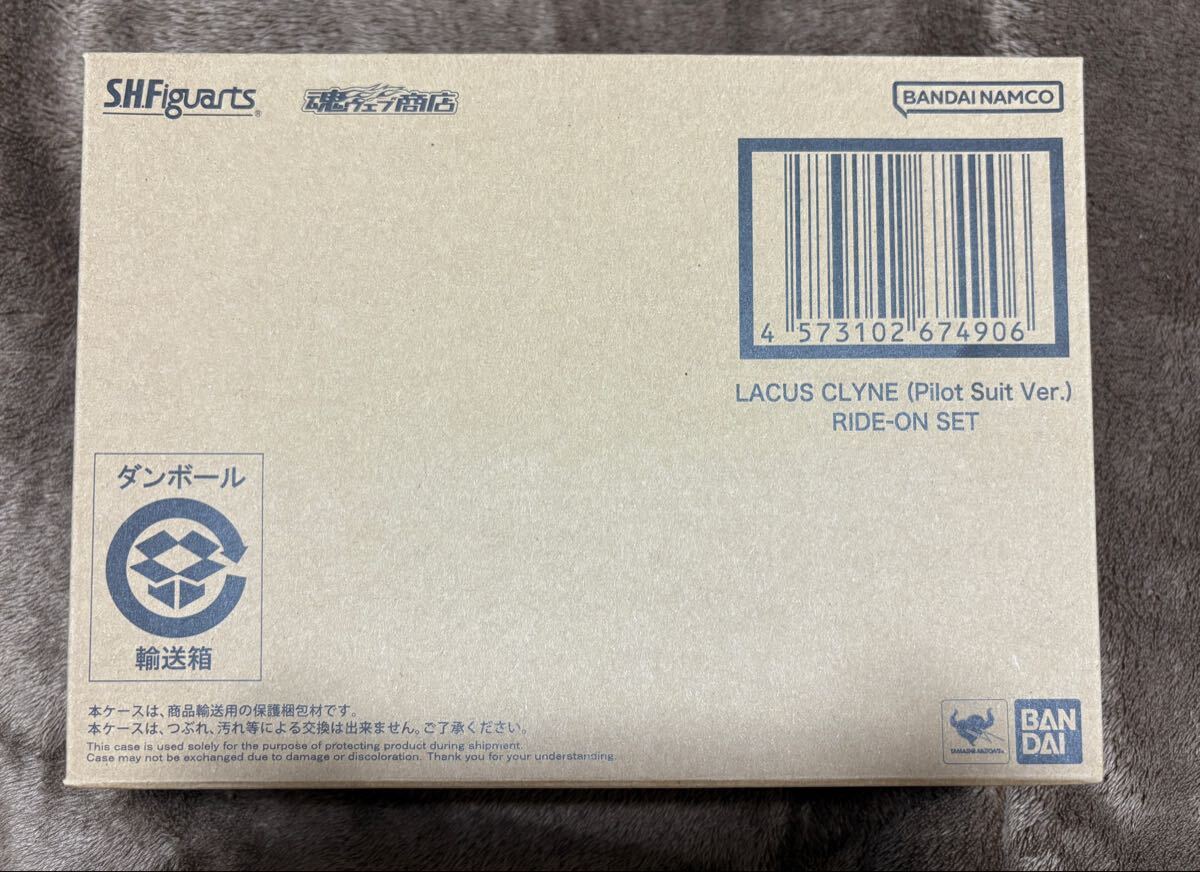 S.H.Figuarts®
魂ウェブ商店
BANDAI NAMCO
4 573102 674906
LACUS CLYNE (Pilot Suit Ver.)
RIDE-ON SET
ダンボール
輸送箱
本ケースは、商品輸送用の保護梱包材です。
本ケースは、つぶれ、汚れ等による交換は出来ません。ご了承ください。
This case is used solely for the purpose of protecting product during shipment.
Case may not be exchanged due to damage or discoloration. Thank you for your understanding.
TAMASHII NATIONS
BAN
DAI